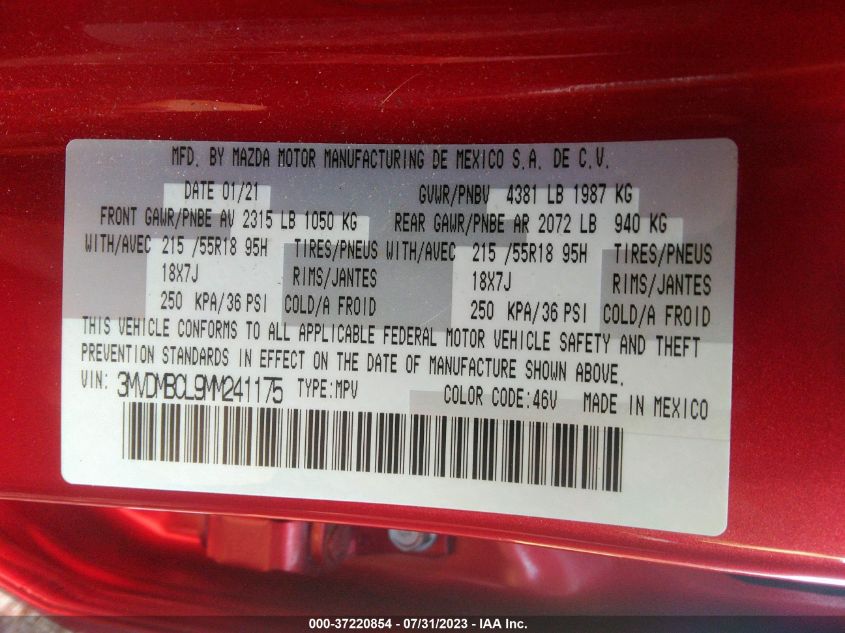 MFD. BY MAZDA MOTOR MANUFACTURING DE MEXICO S.A. DE C.V.
DATE 01/21 GVWR/PNBV 4381 LB 1987 KG
FRONT GAWR/PNBE AV 2315 LB 1050 KG REAR GAWR/PNBE AR 2072 LB 940 KG
WITH/AVEC 215 /55R18 95H TIRES/PNEUS WITH/AVEC 215 /55R18 95H TIRES/PNEUS
18X7J RIMS/JANTES 18X7J RIMS/JANTES
250 KPA/36 PSI COLD/A FROID 250 KPA/36 PSI COLD/A FROID
THIS VEHICLE CONFORMS TO ALL APPLICABLE FEDERAL MOTOR VEHICLE SAFETY AND THEFT
PREVENTION STANDARDS IN EFFECT ON THE DATE OF MANUFACTURE SHOWN ABOVE.
VIN: 3MVDMBCL9MM241175 TYPE:MPV COLOR CODE:46V MADE IN MEXICO
000-37220854 - 07/31/2023 - IAA Inc.